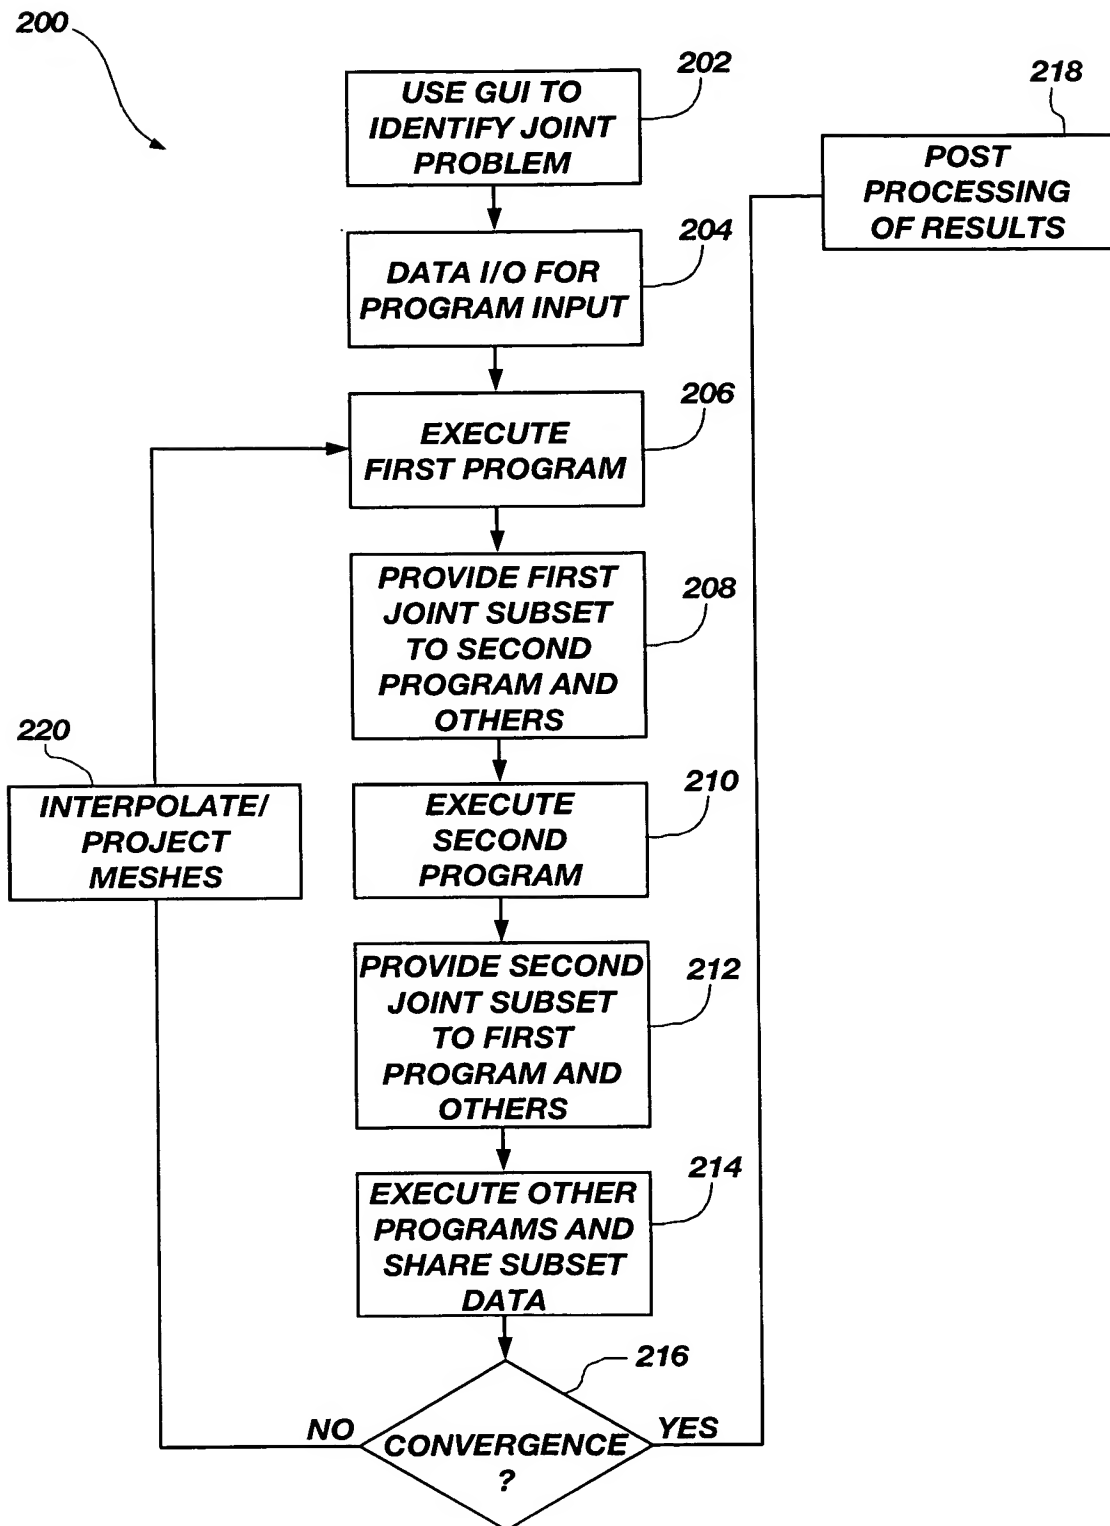 200
202
USE GUI TO
IDENTIFY JOINT
PROBLEM
218
POST
PROCESSING
OF RESULTS
204
DATA I/O FOR
PROGRAM INPUT
206
EXECUTE
FIRST PROGRAM
208
PROVIDE FIRST
JOINT SUBSET
TO SECOND
PROGRAM AND
OTHERS
220
INTERPOLATE/
PROJECT
MESHES
210
EXECUTE
SECOND
PROGRAM
212
PROVIDE SECOND
JOINT SUBSET
TO FIRST
PROGRAM AND
OTHERS
214
EXECUTE OTHER
PROGRAMS AND
SHARE SUBSET
DATA
216
NO
YES
CONVERGENCE
?